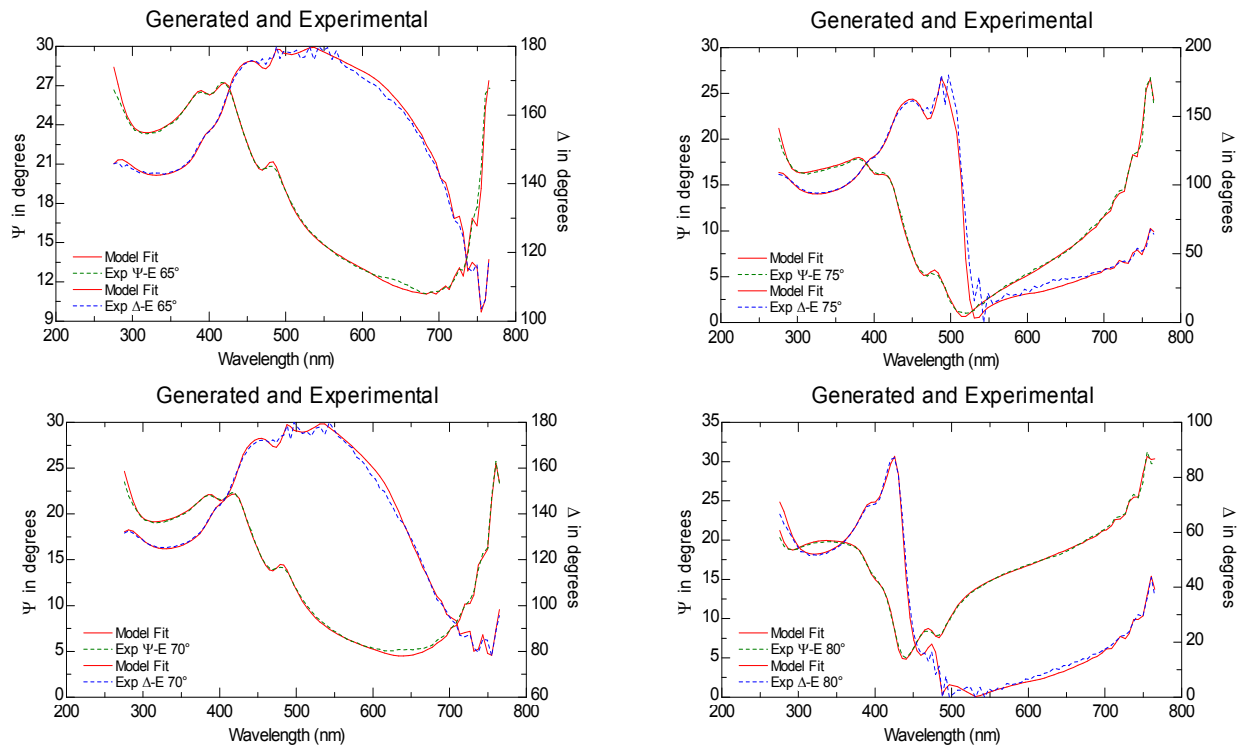 Generated and Experimental
30
27
24
21
18
15
12
9
Ψ in degrees
180
160
140
120
100
Δ in degrees
Model Fit
Exp Ψ-E 65°
Model Fit
Exp Δ-E 65°
200 300 400 500 600 700 800
Wavelength (nm)
Generated and Experimental
30
25
20
15
10
5
0
Ψ in degrees
200
150
100
50
0
Δ in degrees
Model Fit
Exp Ψ-E 75°
Model Fit
Exp Δ-E 75°
200 300 400 500 600 700 800
Wavelength (nm)
Generated and Experimental
30
25
20
15
10
5
0
Ψ in degrees
180
160
140
120
100
80
60
Δ in degrees
Model Fit
Exp Ψ-E 70°
Model Fit
Exp Δ-E 70°
200 300 400 500 600 700 800
Wavelength (nm)
Generated and Experimental
35
30
25
20
15
10
5
0
Ψ in degrees
100
80
60
40
20
0
Δ in degrees
Model Fit
Exp Ψ-E 80°
Model Fit
Exp Δ-E 80°
200 300 400 500 600 700 800
Wavelength (nm)